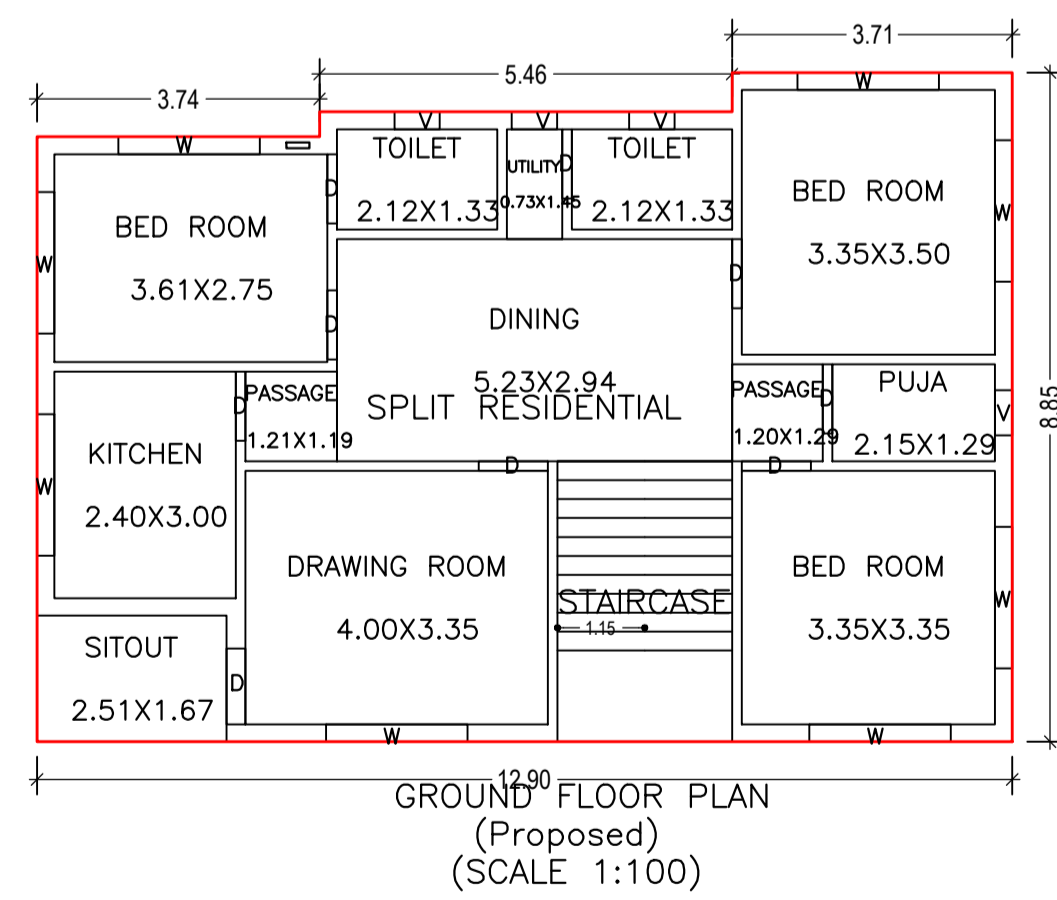 3.71
5.46
3.74
W
V
V
V
W
TOILET
2.12X1.33
UTILITY
0.73X1.45
D
TOILET
2.12X1.33
BED ROOM
3.35X3.50
W
D
BED ROOM
3.61X2.75
W
D
DINING
5.23X2.94
D
SPLIT RESIDENTIAL
PASSAGE
1.21X1.19
D
PASSAGE
1.20X1.29
D
PUJA
2.15X1.29
V
8.85
KITCHEN
2.40X3.00
W
D
D
DRAWING ROOM
4.00X3.35
STAIRCASE
1.15
BED ROOM
3.35X3.35
W
SITOUT
2.51X1.67
D
W
W
12.90
GROUND FLOOR PLAN
(Proposed)
(SCALE 1:100)